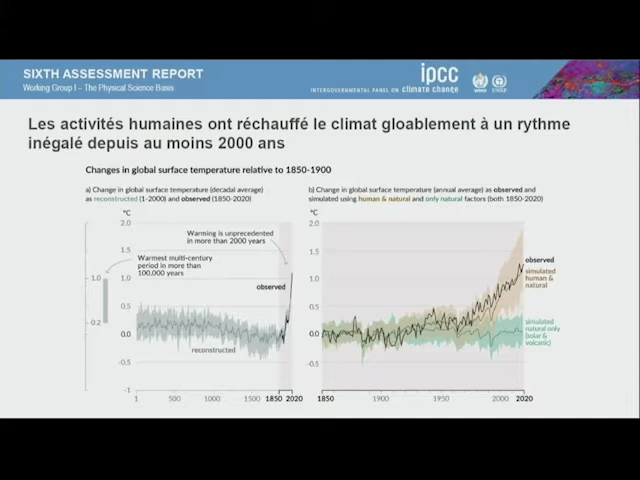 SIXTH ASSESSMENT REPORT
Working Group I – The Physical Science Basis
ipcc
INTERGOVERNMENTAL PANEL ON climate change
WMO
UNEP
Les activités humaines ont réchauffé le climat gloablement à un rythme
inégalé depuis au moins 2000 ans
Changes in global surface temperature relative to 1850-1900
a) Change in global surface temperature (decadal average)
as reconstructed (1-2000) and observed (1850-2020)
°C
2.0
1.5
1.0
0.5
0.0
-0.5
-1
1.0
0.2
Warming is unprecedented
in more than 2000 years
Warmest multi-century
period in more than
100,000 years
observed
reconstructed
1
500
1000
1500
1850
2020
b) Change in global surface temperature (annual average) as observed and
simulated using human & natural and only natural factors (both 1850-2020)
°C
2.0
1.5
1.0
0.5
0.0
-0.5
observed
simulated
human &
natural
simulated
natural only
(solar &
volcanic)
1850
1900
1950
2000
2020